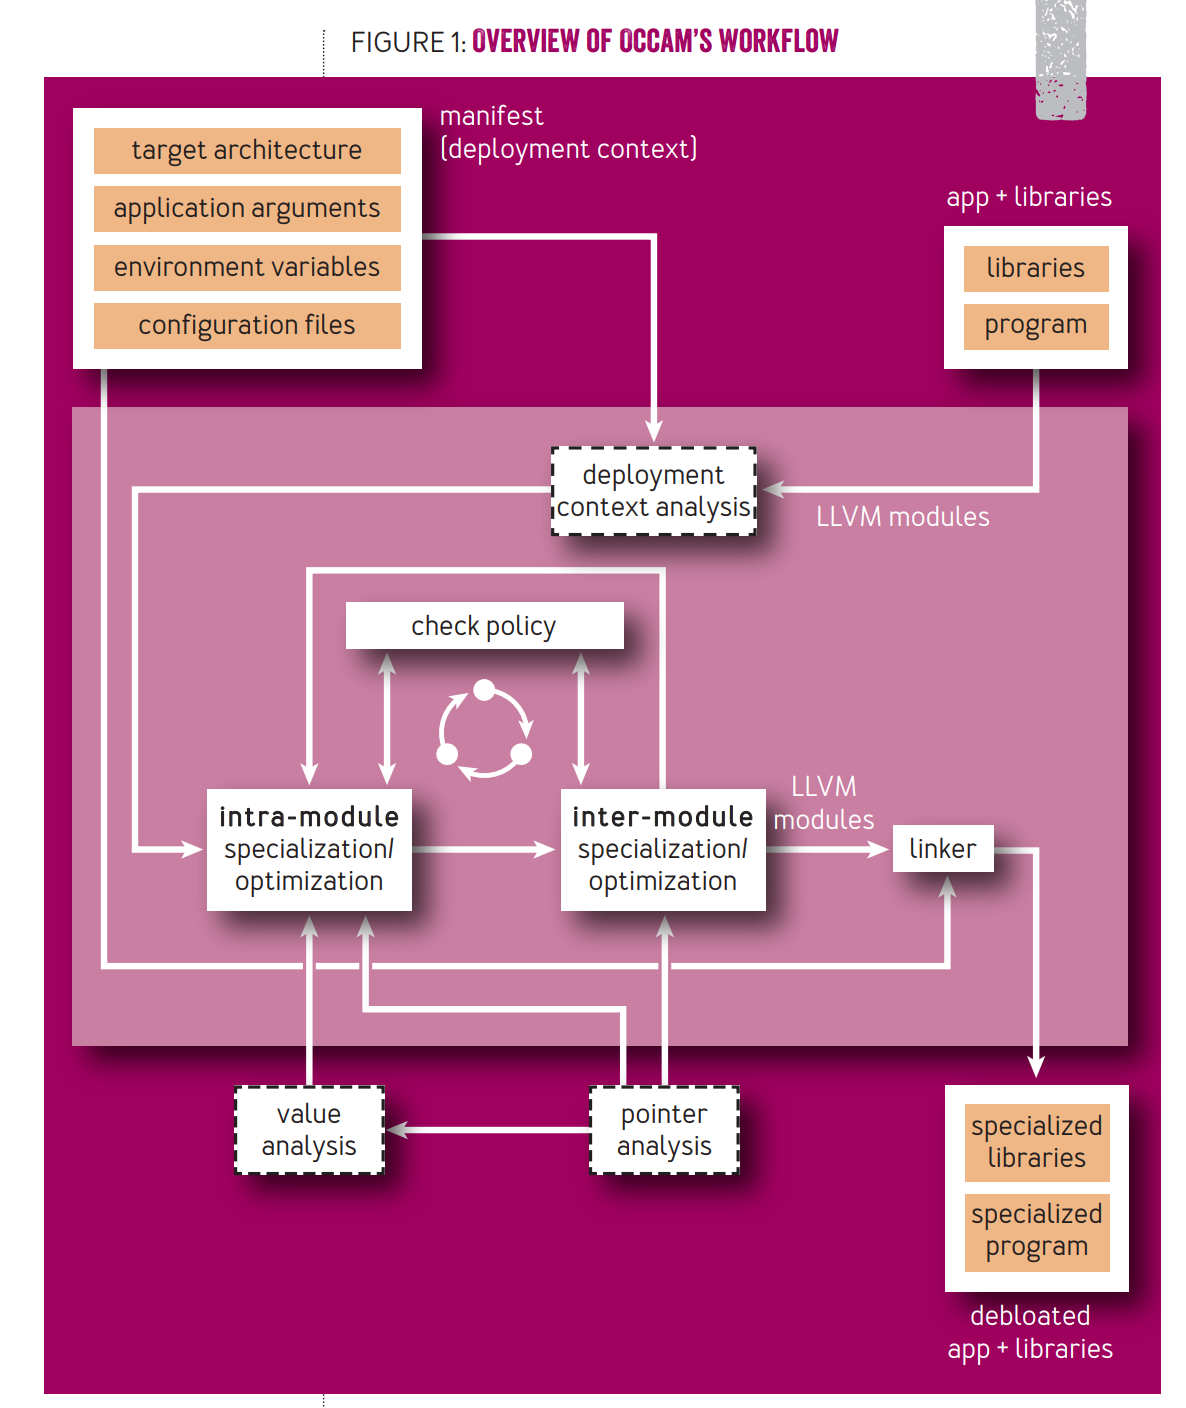 FIGURE 1: OVERVIEW OF OCCAM'S WORKFLOW
manifest
(deployment context)
target architecture
application arguments
environment variables
configuration files
app + libraries
libraries
program
deployment
context analysis
LLVM modules
check policy
intra-module
specialization/
optimization
inter-module
specialization/
optimization
LLVM
modules
linker
value
analysis
pointer
analysis
specialized
libraries
specialized
program
debloated
app + libraries